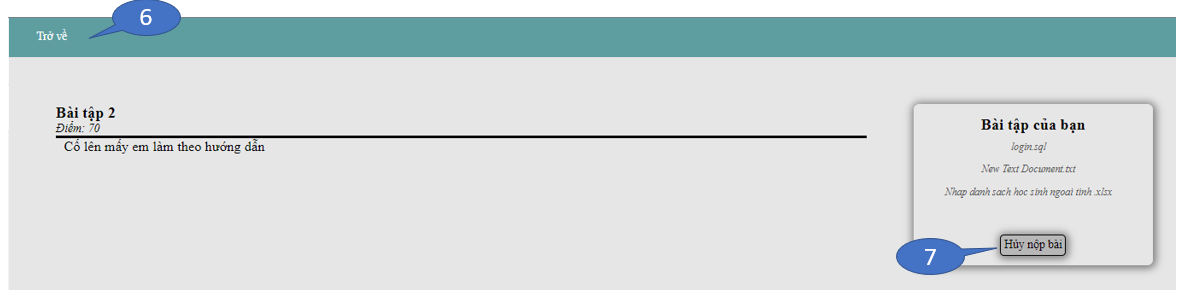 6
Trở về
Bài tập 2
Điểm: 70
Cố lên mấy em làm theo hướng dẫn
Bài tập của bạn
login.sql
New Text Document.txt
Nhap danh sach hoc sinh ngoai tinh .xlsx
Hủy nộp bài
7